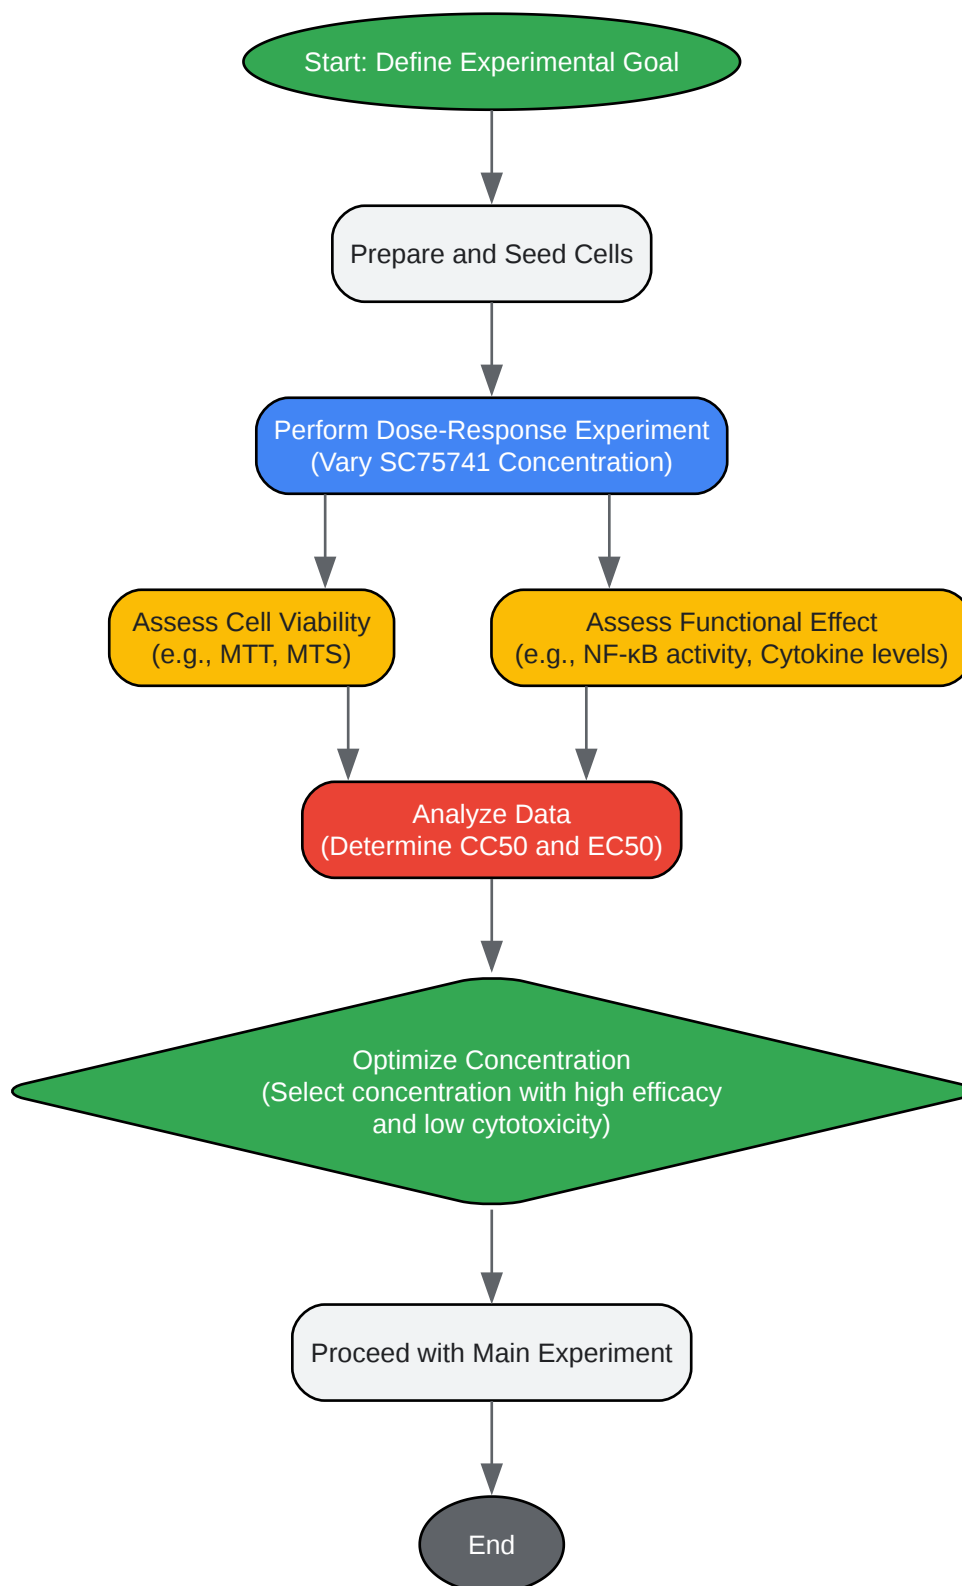 Start: Define Experimental Goal
Prepare and Seed Cells
Perform Dose-Response Experiment
(Vary SC75741 Concentration)
Assess Cell Viability
(e.g., MTT, MTS)
Assess Functional Effect
(e.g., NF-κB activity, Cytokine levels)
Analyze Data
(Determine CC50 and EC50)
Optimize Concentration
(Select concentration with high efficacy
and low cytotoxicity)
Proceed with Main Experiment
End